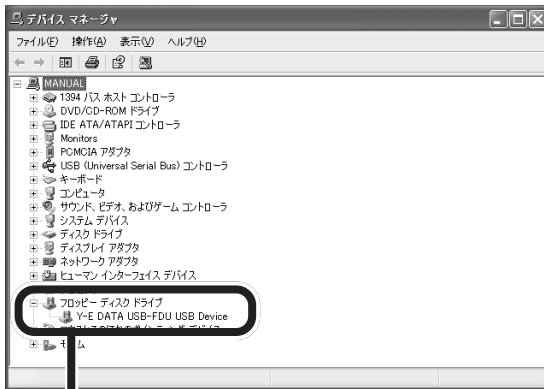 デバイス マネージャ
ファイル(F) 操作(A) 表示(V) ヘルプ(H)
MANUAL
1394 バス ホスト コントローラ
DVD/CD-ROM ドライブ
IDE ATA/ATAPI コントローラ
Monitors
PCMCIA アダプタ
USB (Universal Serial Bus) コントローラ
キーボード
コンピュータ
サウンド、ビデオ、およびゲーム コントローラ
システム デバイス
ディスク ドライブ
ディスプレイ アダプタ
ネットワーク アダプタ
ヒューマン インターフェイス デバイス
フロッピー ディスク ドライブ
Y-E DATA USB-FDU USB Device